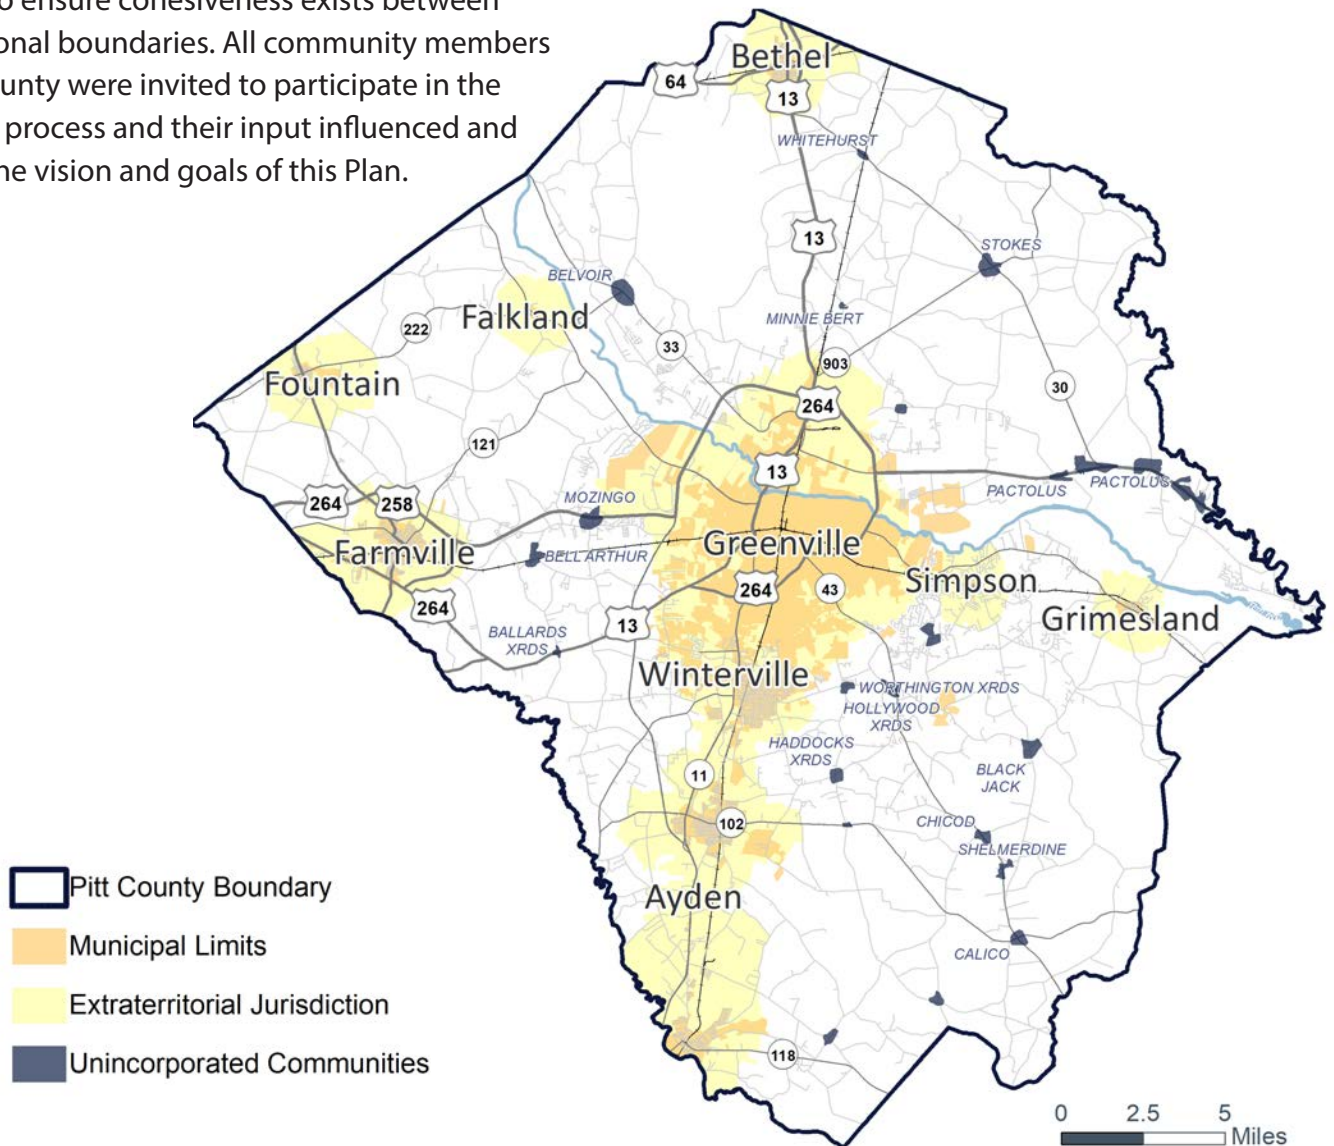 o ensure cohesiveness exists between
onal boundaries. All community members
unty were invited to participate in the
process and their input influenced and
he vision and goals of this Plan.
Bethel
64
13
WHITEHURST
13
STOKES
BELVOIR
Falkland
MINNIE BERT
222
33
903
30
Fountain
264
121
13
PACTOLUS
PACTOLUS
264
258
MOZINGO
Farmville
BELL ARTHUR
Greenville
Simpson
264
264
43
Grimesland
BALLARDS
XRDS
13
Winterville
WORTHINGTON XRDS
HOLLYWOOD
XRDS
HADDOCKS
XRDS
11
BLACK
JACK
102
CHICOD
SHELMERDINE
Ayden
CALICO
118
Pitt County Boundary
Municipal Limits
Extraterritorial Jurisdiction
Unincorporated Communities
0 2.5 5
Miles